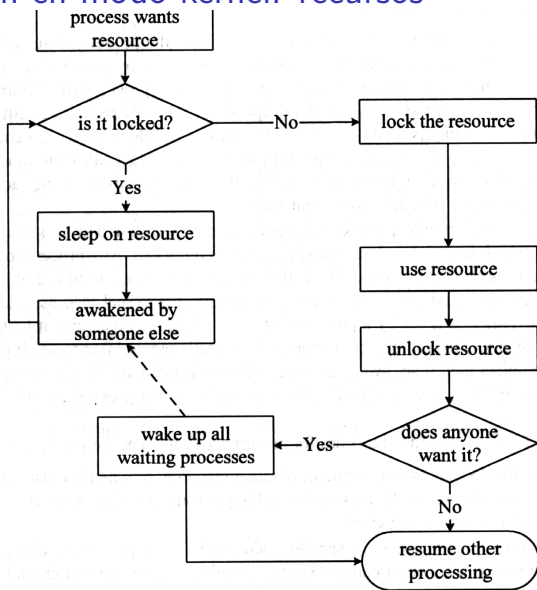 en modo kernel: recursos
process wants
resource
is it locked?
No
lock the resource
Yes
sleep on resource
use resource
awakened by
someone else
unlock resource
wake up all
waiting processes
Yes
does anyone
want it?
No
resume other
processing